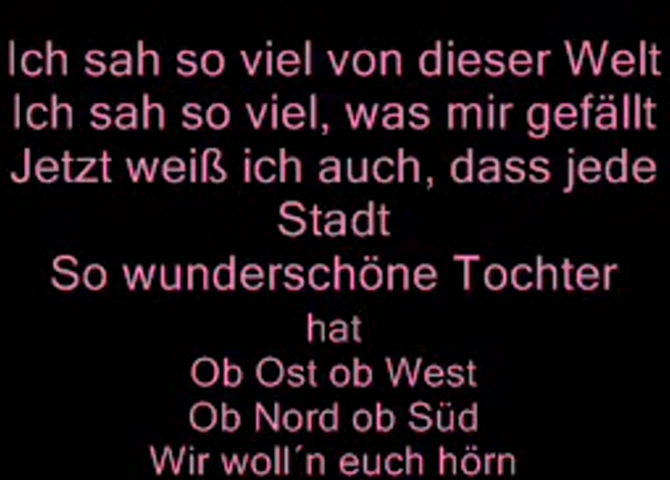 Ich sah so viel von dieser Welt
Ich sah so viel, was mir gefällt
Jetzt weiß ich auch, dass jede
Stadt
So wunderschöne Tochter
hat
Ob Ost ob West
Ob Nord ob Süd
Wir woll´n euch hörn